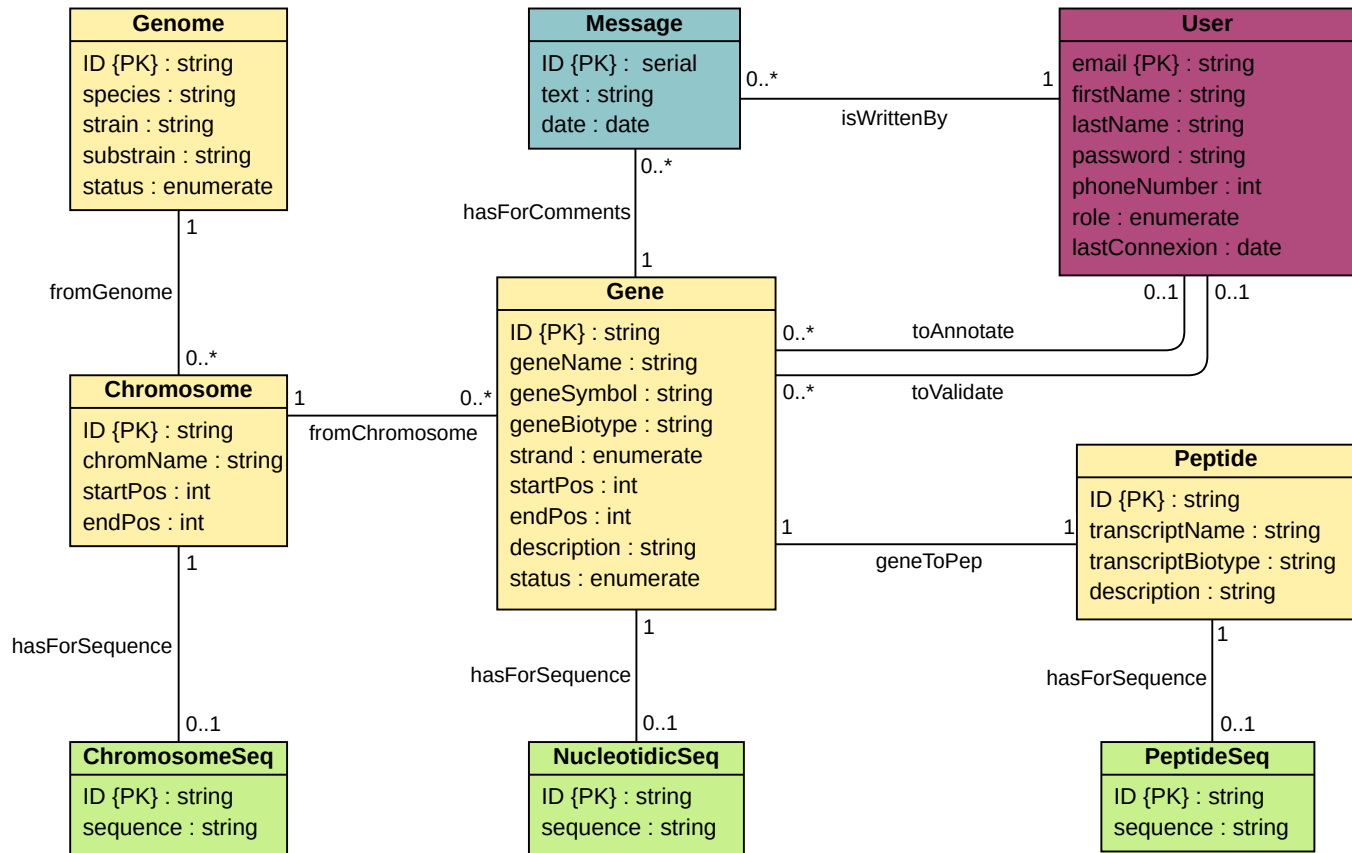 Genome
ID {PK} : string
species : string
strain : string
substrain : string
status : enumerate
Message
ID {PK} : serial
text : string
date : date
User
email {PK} : string
firstName : string
lastName : string
password : string
phoneNumber : int
role : enumerate
lastConnexion : date
0..*
1
isWrittenBy
0..*
hasForComments
1
1
fromGenome
0..*
0..1
0..1
0..*
toAnnotate
0..*
toValidate
Gene
ID {PK} : string
geneName : string
geneSymbol : string
geneBiotype : string
strand : enumerate
startPos : int
endPos : int
description : string
status : enumerate
Chromosome
ID {PK} : string
chromName : string
startPos : int
endPos : int
1
0..*
fromChromosome
Peptide
ID {PK} : string
transcriptName : string
transcriptBiotype : string
description : string
1
1
geneToPep
1
hasForSequence
0..1
1
hasForSequence
0..1
1
hasForSequence
0..1
ChromosomeSeq
ID {PK} : string
sequence : string
NucleotidicSeq
ID {PK} : string
sequence : string
PeptideSeq
ID {PK} : string
sequence : string